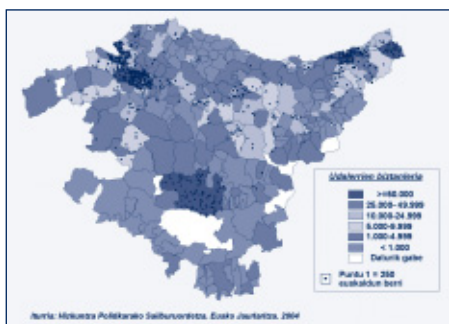 Udalerrien biztanleria
>=50.000
25.000-49.999
10.000-24.999
5.000-9.999
1.000-4.999
< 1.000
Daturik gabe
Puntu 1 = 250
euskaldun berri
Iturria: Hizkuntza Politikarako Sailburuordetza. Eusko Jaurlaritza, 2004